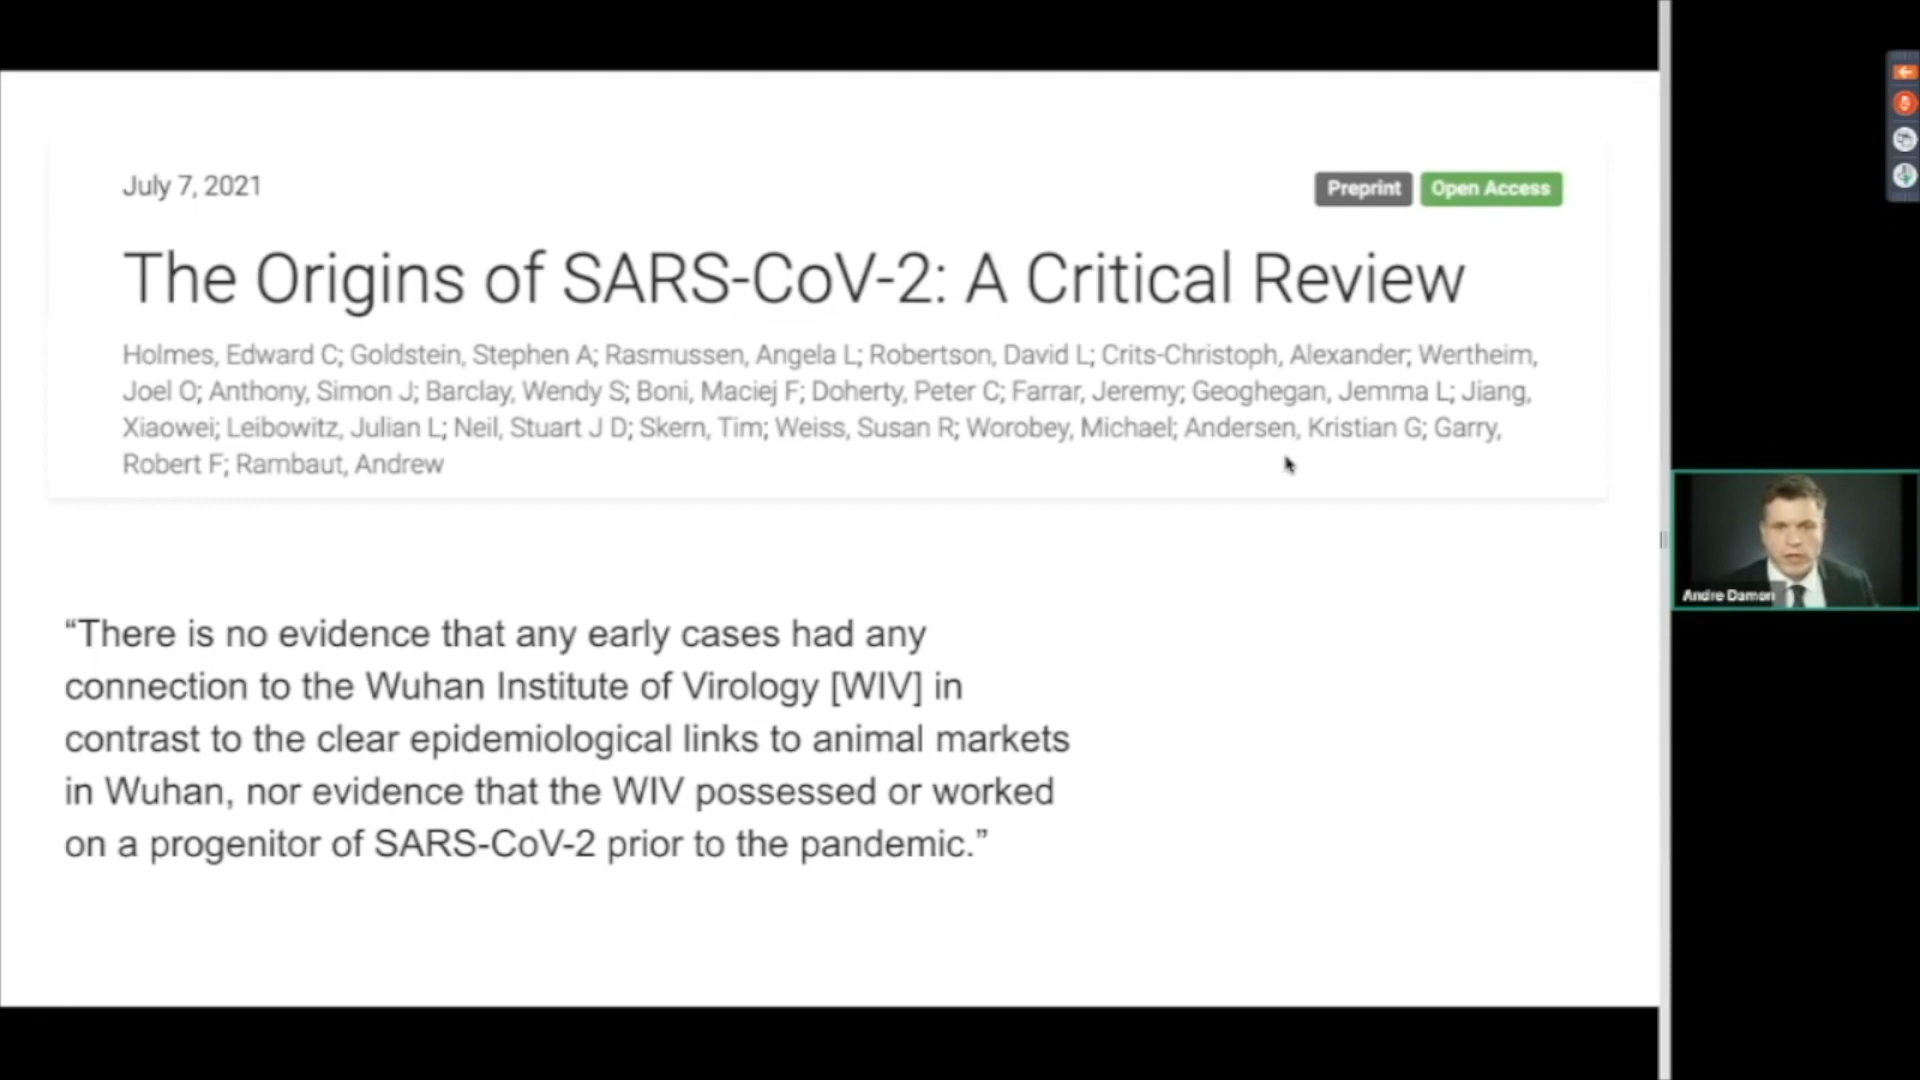 July 7, 2021
Preprint
Open Access
The Origins of SARS-CoV-2: A Critical Review
Holmes, Edward C; Goldstein, Stephen A; Rasmussen, Angela L; Robertson, David L; Crits-Christoph, Alexander; Wertheim,
Joel O; Anthony, Simon J; Barclay, Wendy S; Boni, Maciej F; Doherty, Peter C; Farrar, Jeremy; Geoghegan, Jemma L; Jiang,
Xiaowei; Leibowitz, Julian L; Neil, Stuart J D; Skern, Tim; Weiss, Susan R; Worobey, Michael; Andersen, Kristian G; Garry,
Robert F; Rambaut, Andrew
“There is no evidence that any early cases had any
connection to the Wuhan Institute of Virology [WIV] in
contrast to the clear epidemiological links to animal markets
in Wuhan, nor evidence that the WIV possessed or worked
on a progenitor of SARS-CoV-2 prior to the pandemic.”
Andre Damon